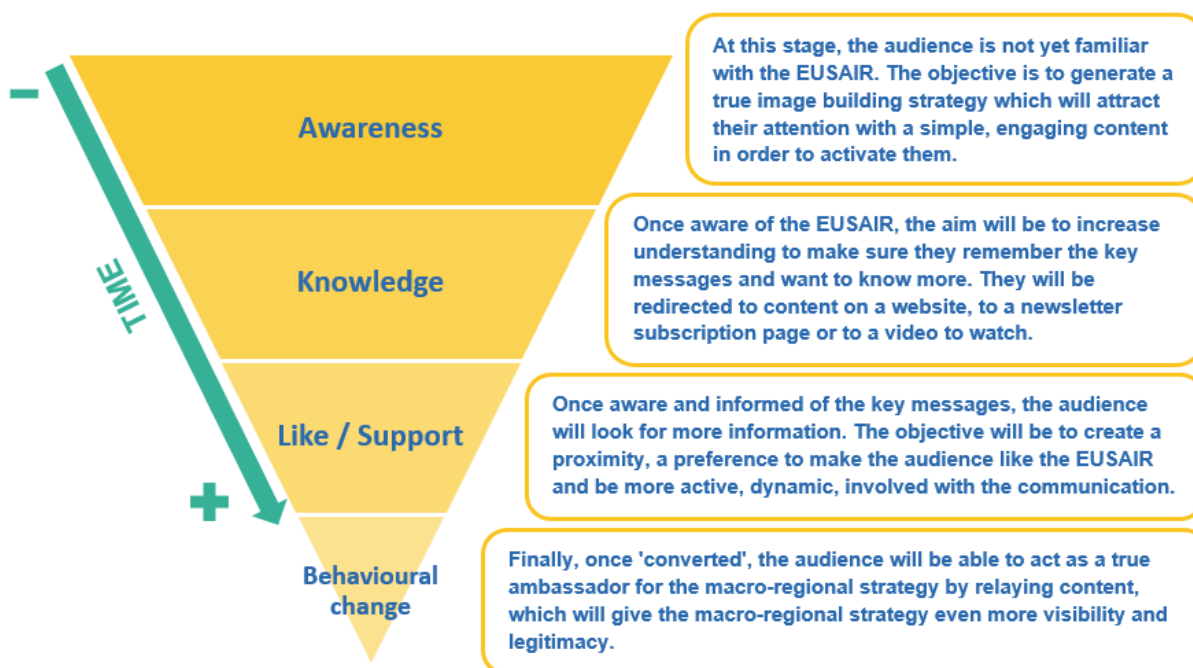 At this stage, the audience is not yet familiar
with the EUSAIR. The objective is to generate a
true image building strategy which will attract
their attention with a simple, engaging content
in order to activate them.
Awareness
Once aware of the EUSAIR, the aim will be to increase
understanding to make sure they remember the key
messages and want to know more. They will be
redirected to content on a website, to a newsletter
subscription page or to a video to watch.
Knowledge
TIME
Once aware and informed of the key messages, the audience
will look for more information. The objective will be to create a
proximity, a preference to make the audience like the EUSAIR
and be more active, dynamic, involved with the communication.
Like / Support
Finally, once 'converted', the audience will be able to act as a true
ambassador for the macro-regional strategy by relaying content,
which will give the macro-regional strategy even more visibility and
legitimacy.
Behavioural
change